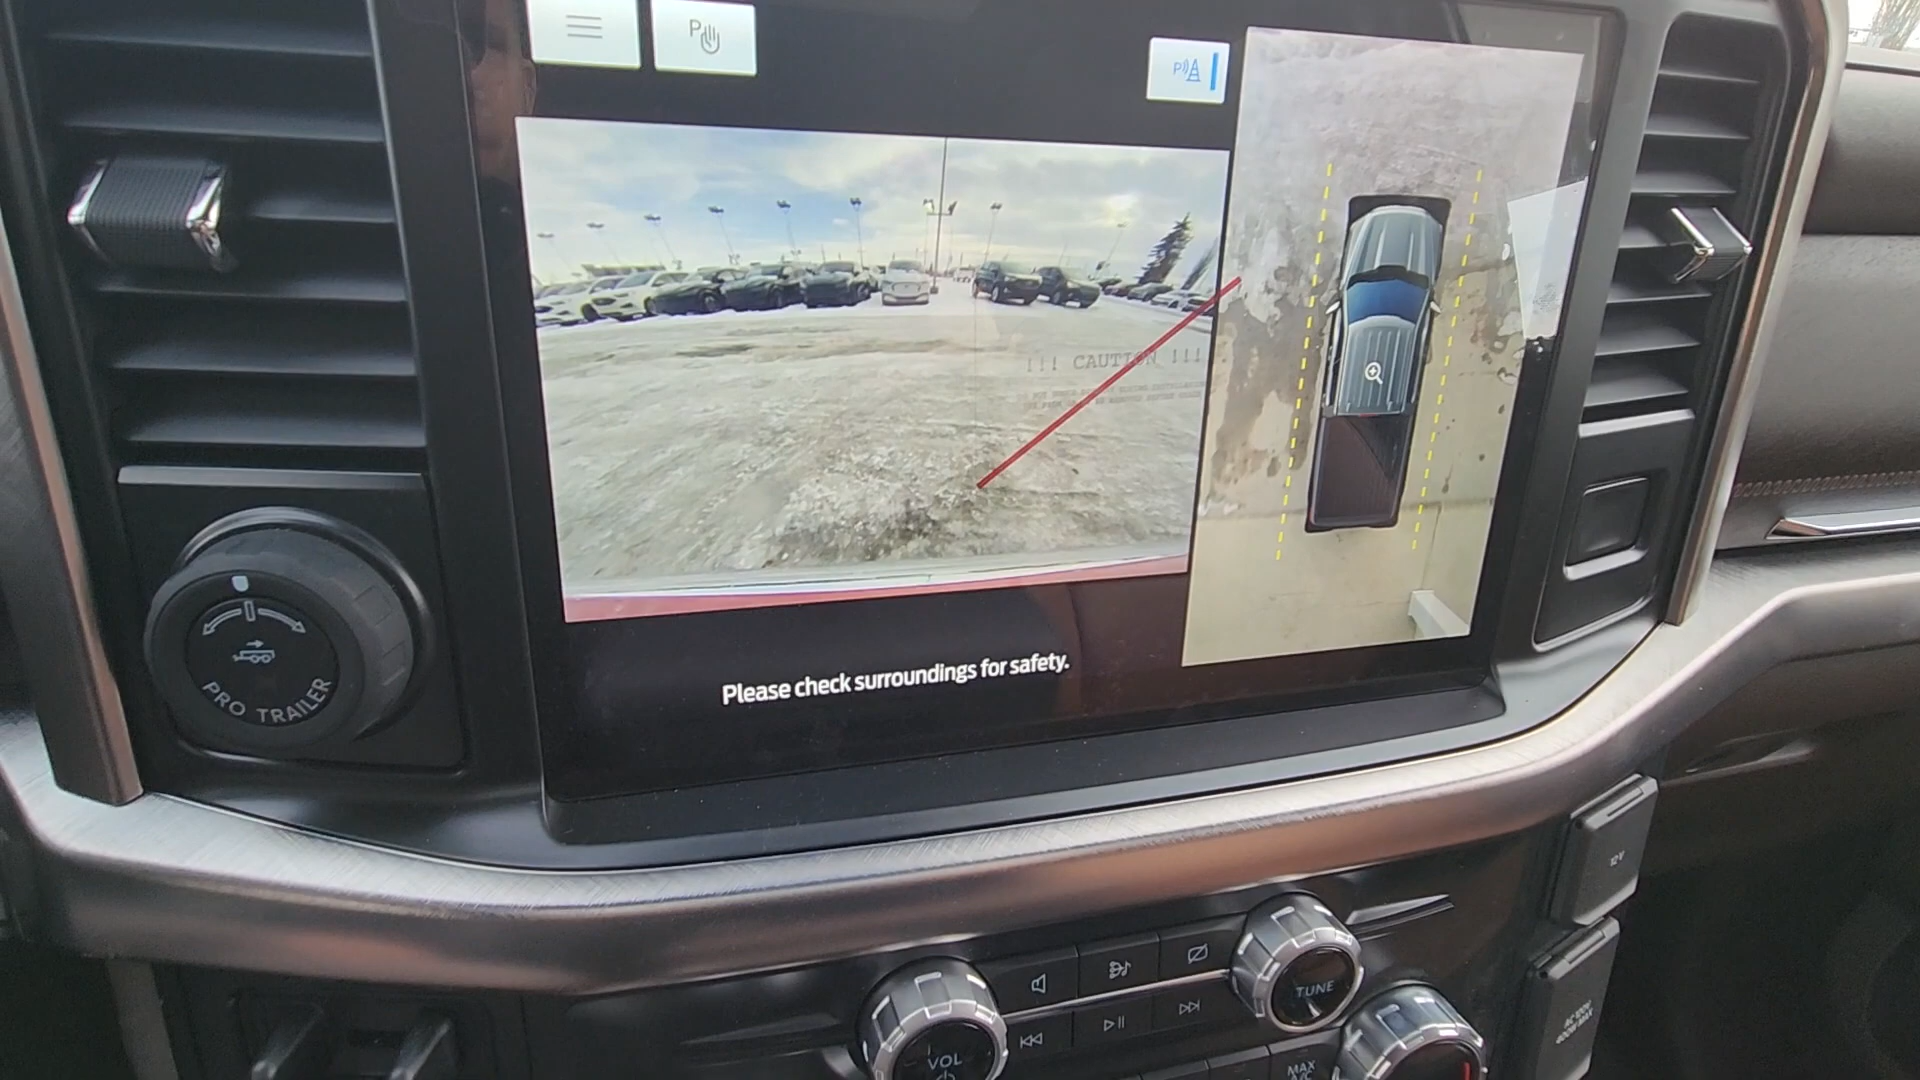 P
P
!!! CAUTION !!!
Please check surroundings for safety.
PRO TRAILER
12V
TUNE
VOL
MAX
A/C